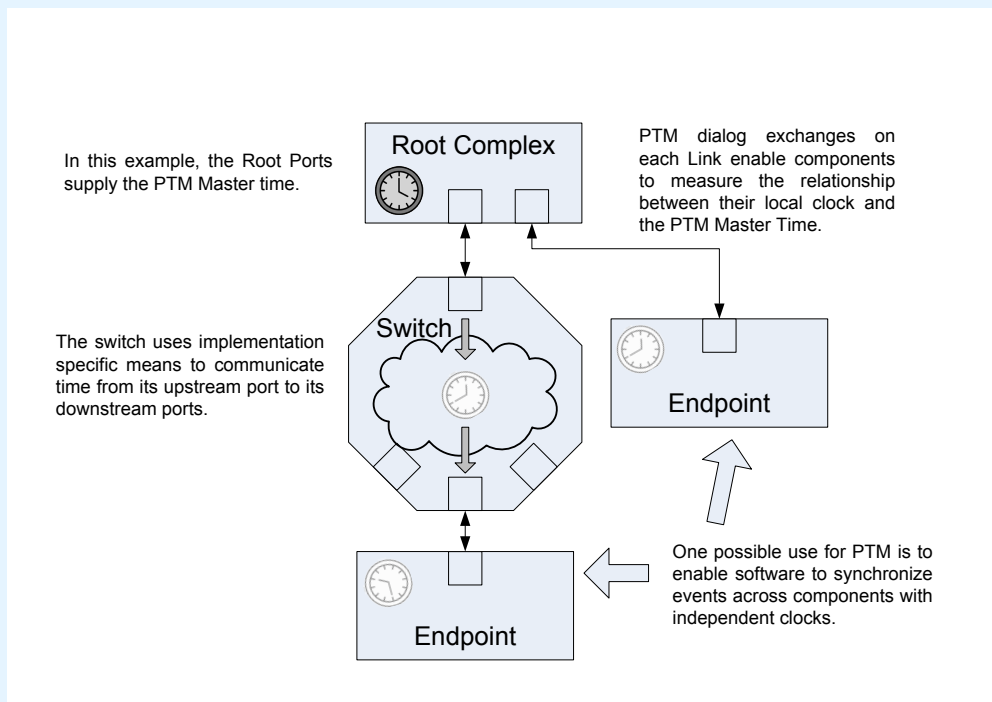 In this example, the Root Ports
supply the PTM Master time.
Root Complex
PTM dialog exchanges on
each Link enable components
to measure the relationship
between their local clock and
the PTM Master Time.
The switch uses implementation
specific means to communicate
time from its upstream port to its
downstream ports.
Switch
Endpoint
One possible use for PTM is to
enable software to synchronize
events across components with
independent clocks.
Endpoint